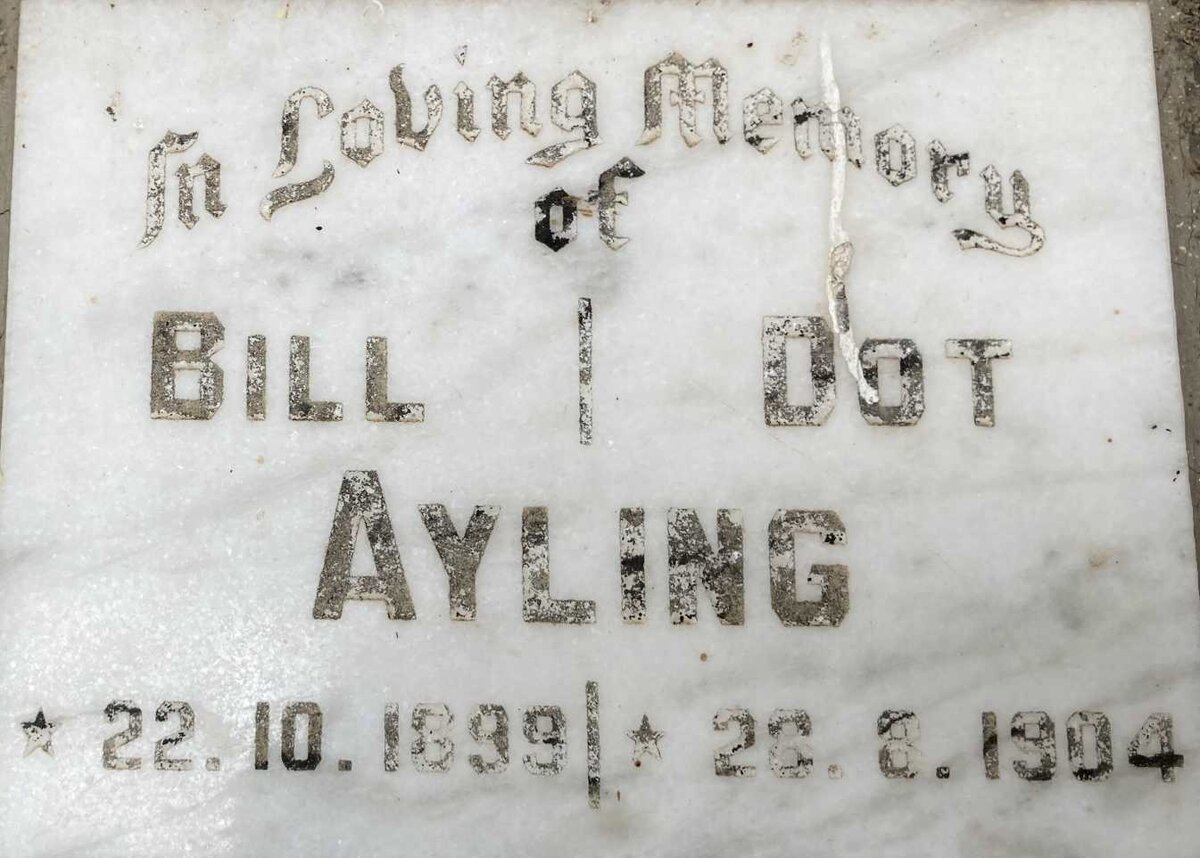 In Loving Memory
of
BILL | DOT
AYLING
★ 22.10.1899 | ★ 26.8.1904